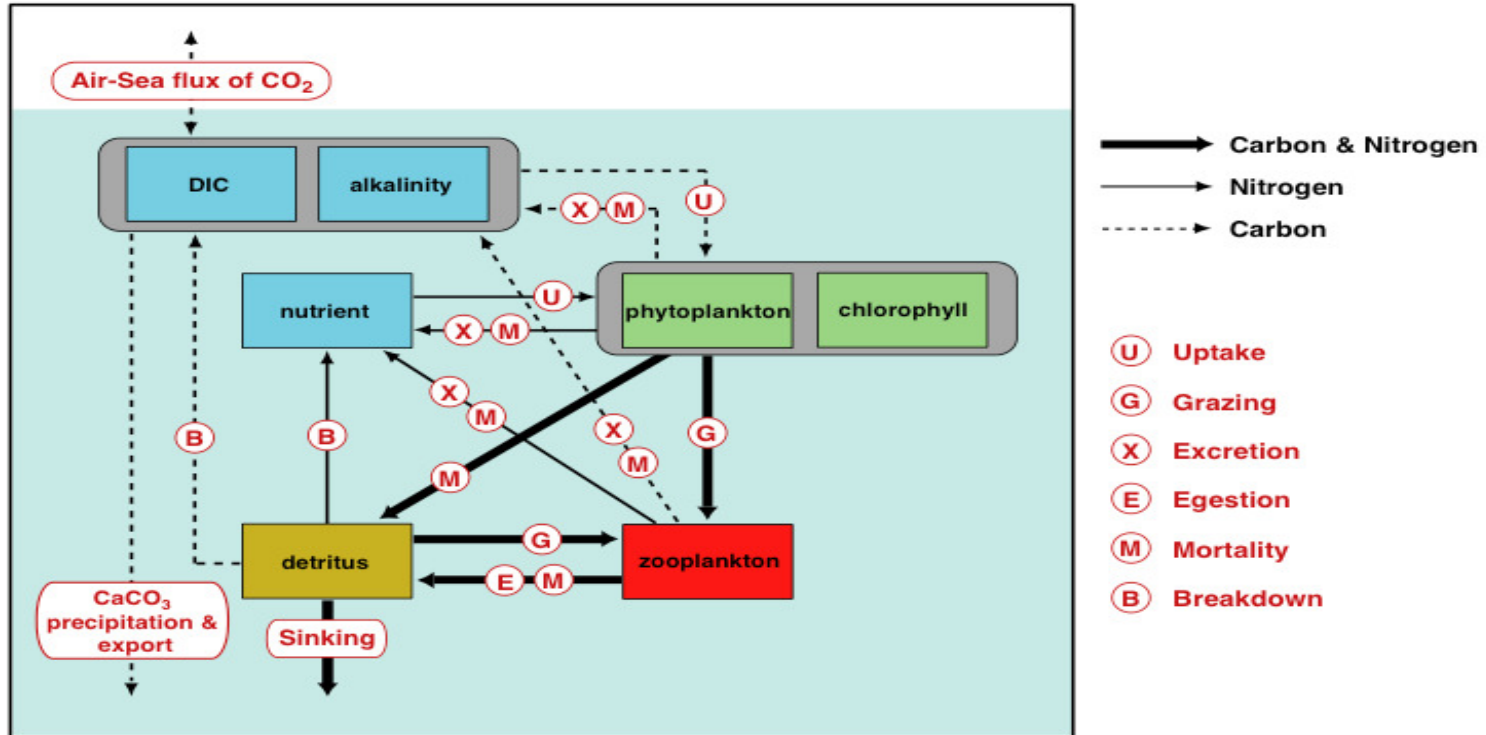 Air-Sea flux of CO₂
DIC
alkalinity
U
X
M
nutrient
U
phytoplankton
chlorophyll
X
M
X
M
B
B
X
M
G
M
detritus
G
zooplankton
E
M
CaCO₃
precipitation &
export
Sinking
Carbon & Nitrogen
Nitrogen
Carbon
U Uptake
G Grazing
X Excretion
E Egestion
M Mortality
B Breakdown